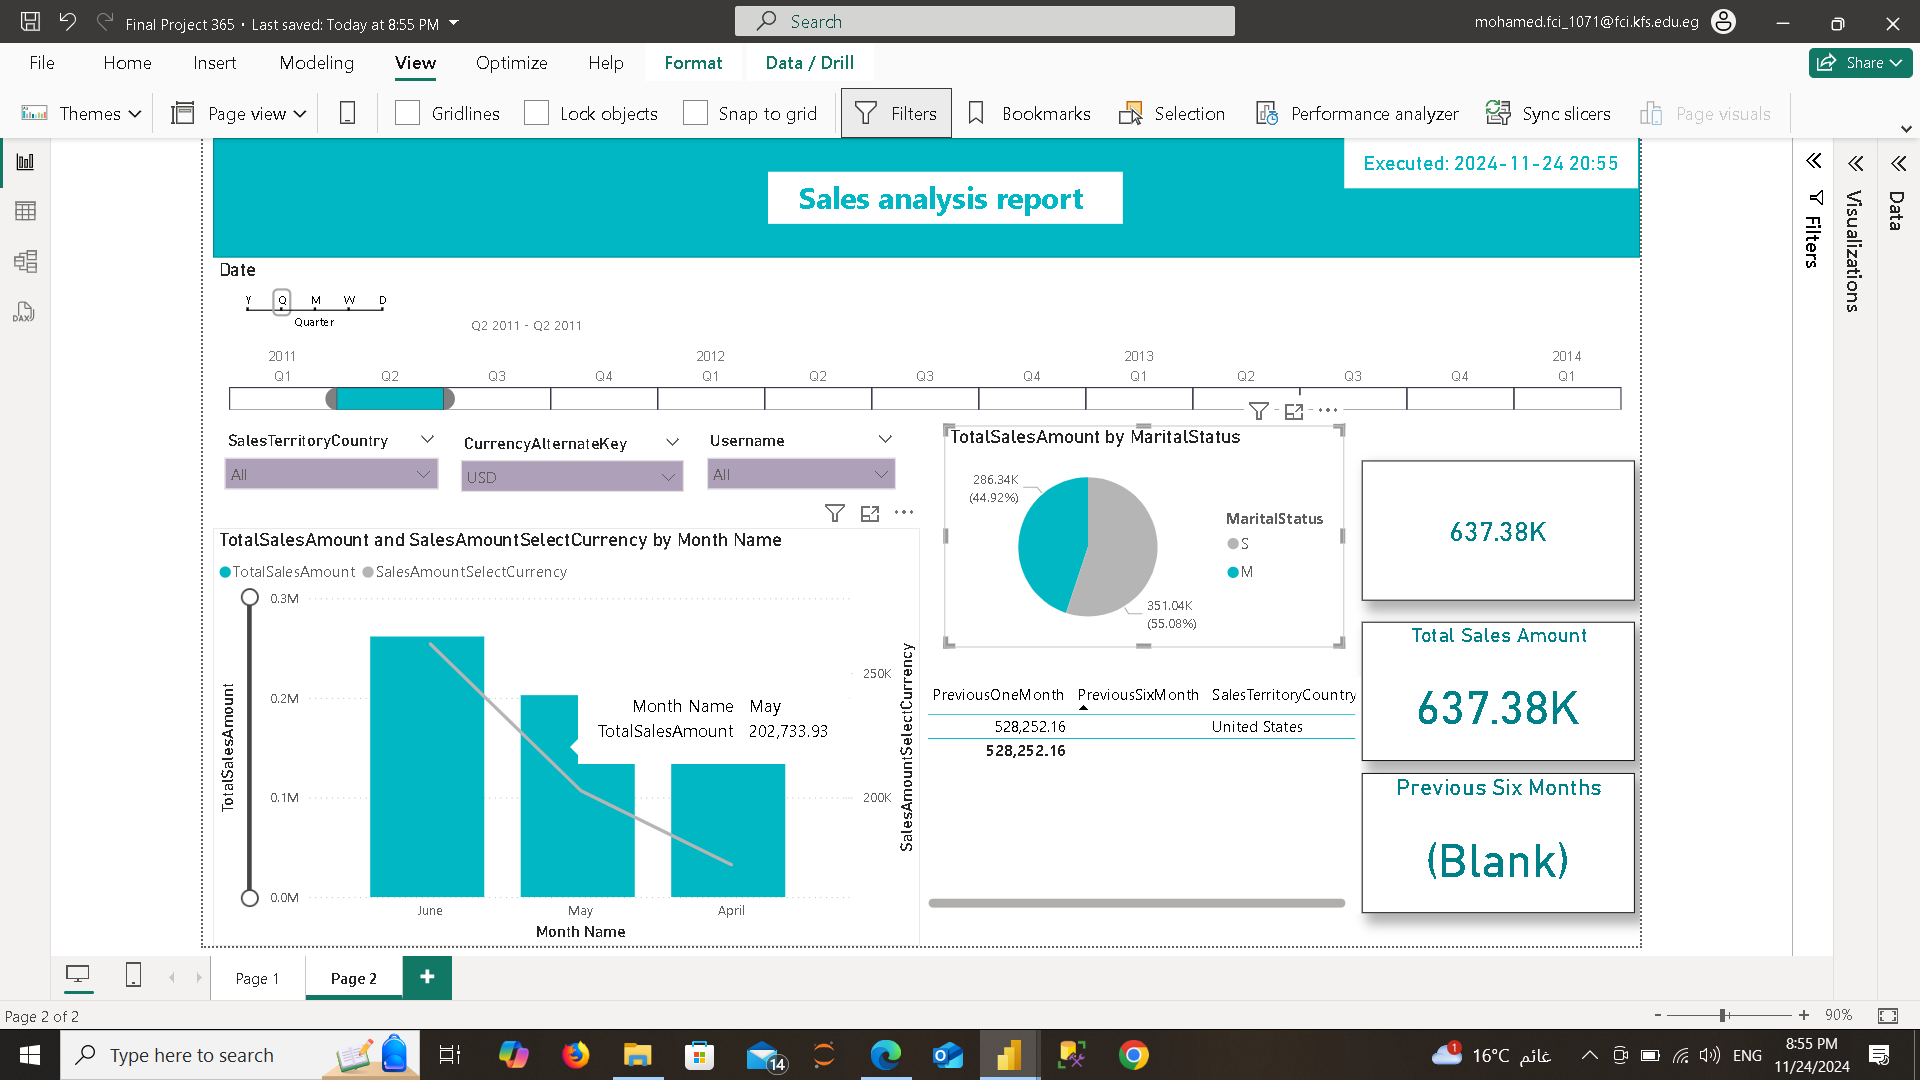 Final Project 365 • Last saved: Today at 8:55 PM
Search
mohamed.fci_1071@fci.kfs.edu.eg
File Home Insert Modeling View Optimize Help Format Data / Drill
Share
Themes Page view Gridlines Lock objects Snap to grid Filters Bookmarks Selection Performance analyzer Sync slicers Page visuals
Executed: 2024-11-24 20:55
Sales analysis report
Filters
Visualizations
Data
DAX
Date
Y Q M W D
Quarter
Q2 2011 - Q2 2011
2011 2012 2013 2014
Q1 Q2 Q3 Q4 Q1 Q2 Q3 Q4 Q1 Q2 Q3 Q4 Q1
SalesTerritoryCountry
All
CurrencyAlternateKey
USD
Username
All
TotalSalesAmount by MaritalStatus
286.34K
(44.92%)
351.04K
(55.08%)
MaritalStatus
S
M
637.38K
TotalSalesAmount and SalesAmountSelectCurrency by Month Name
TotalSalesAmount SalesAmountSelectCurrency
TotalSalesAmount
0.3M
0.2M
0.1M
0.0M
250K
200K
SalesAmountSelectCurrency
Month Name May
TotalSalesAmount 202,733.93
June May April
Month Name
PreviousOneMonth PreviousSixMonth SalesTerritoryCountry
528,252.16 United States
528,252.16
Total Sales Amount
637.38K
Previous Six Months
(Blank)
Page 1 Page 2 +
Page 2 of 2
- + 90%
Type here to search
14
1
16°C غائم
ENG
8:55 PM
11/24/2024